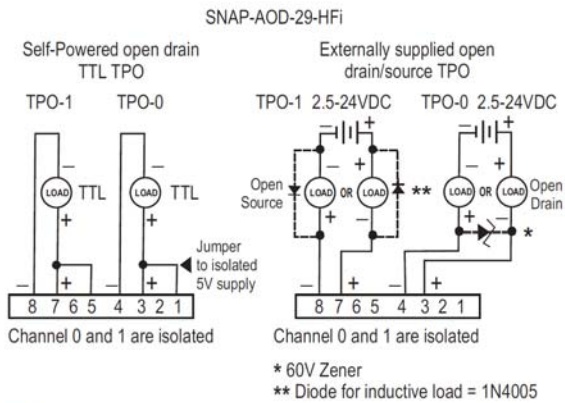 SNAP-AOD-29-HFi
Self-Powered open drain
TTL TPO
TPO-1 TPO-0
LOAD TTL LOAD TTL
Jumper
to isolated
5V supply
8 7 6 5 4 3 2 1
Channel 0 and 1 are isolated
Externally supplied open
drain/source TPO
TPO-1 2.5-24VDC TPO-0 2.5-24VDC
Open
Source
LOAD OR LOAD ** LOAD OR LOAD
Open
Drain
*
8 7 6 5 4 3 2 1
Channel 0 and 1 are isolated
* 60V Zener
** Diode for inductive load = 1N4005